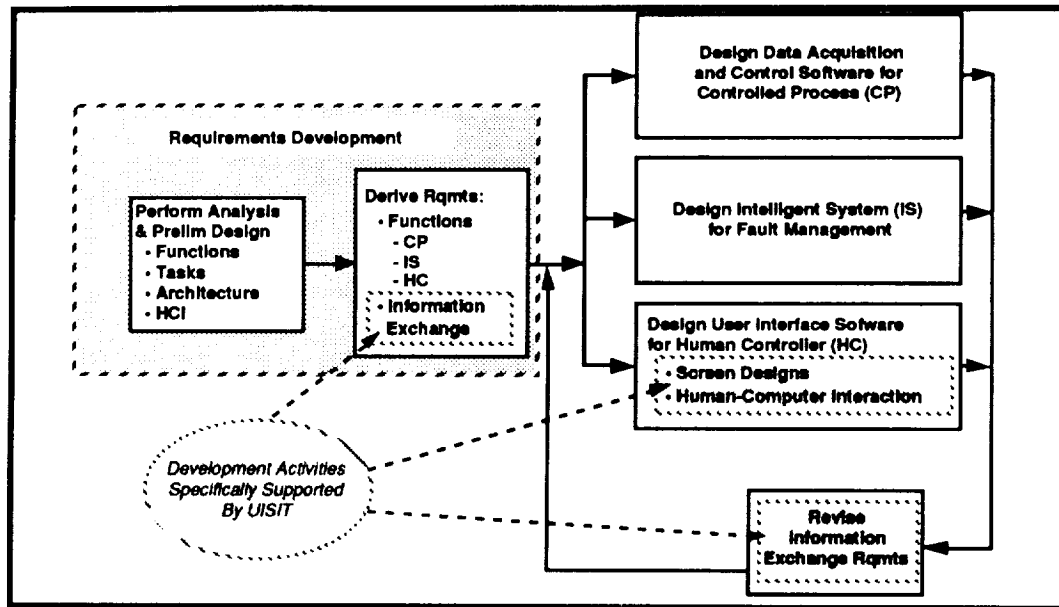 Requirements Development
Perform Analysis
& Prelim Design
• Functions
• Tasks
• Architecture
• HCI
Derive Rqmts:
• Functions
- CP
- IS
- HC
• Information
Exchange
Design Data Acquisition
and Control Software for
Controlled Process (CP)
Design Intelligent System (IS)
for Fault Management
Design User Interface Sofware
for Human Controller (HC)
• Screen Designs
• Human-Computer Interaction
Development Activities
Specifically Supported
By UISIT
Revise
Information
Exchange Rqmts